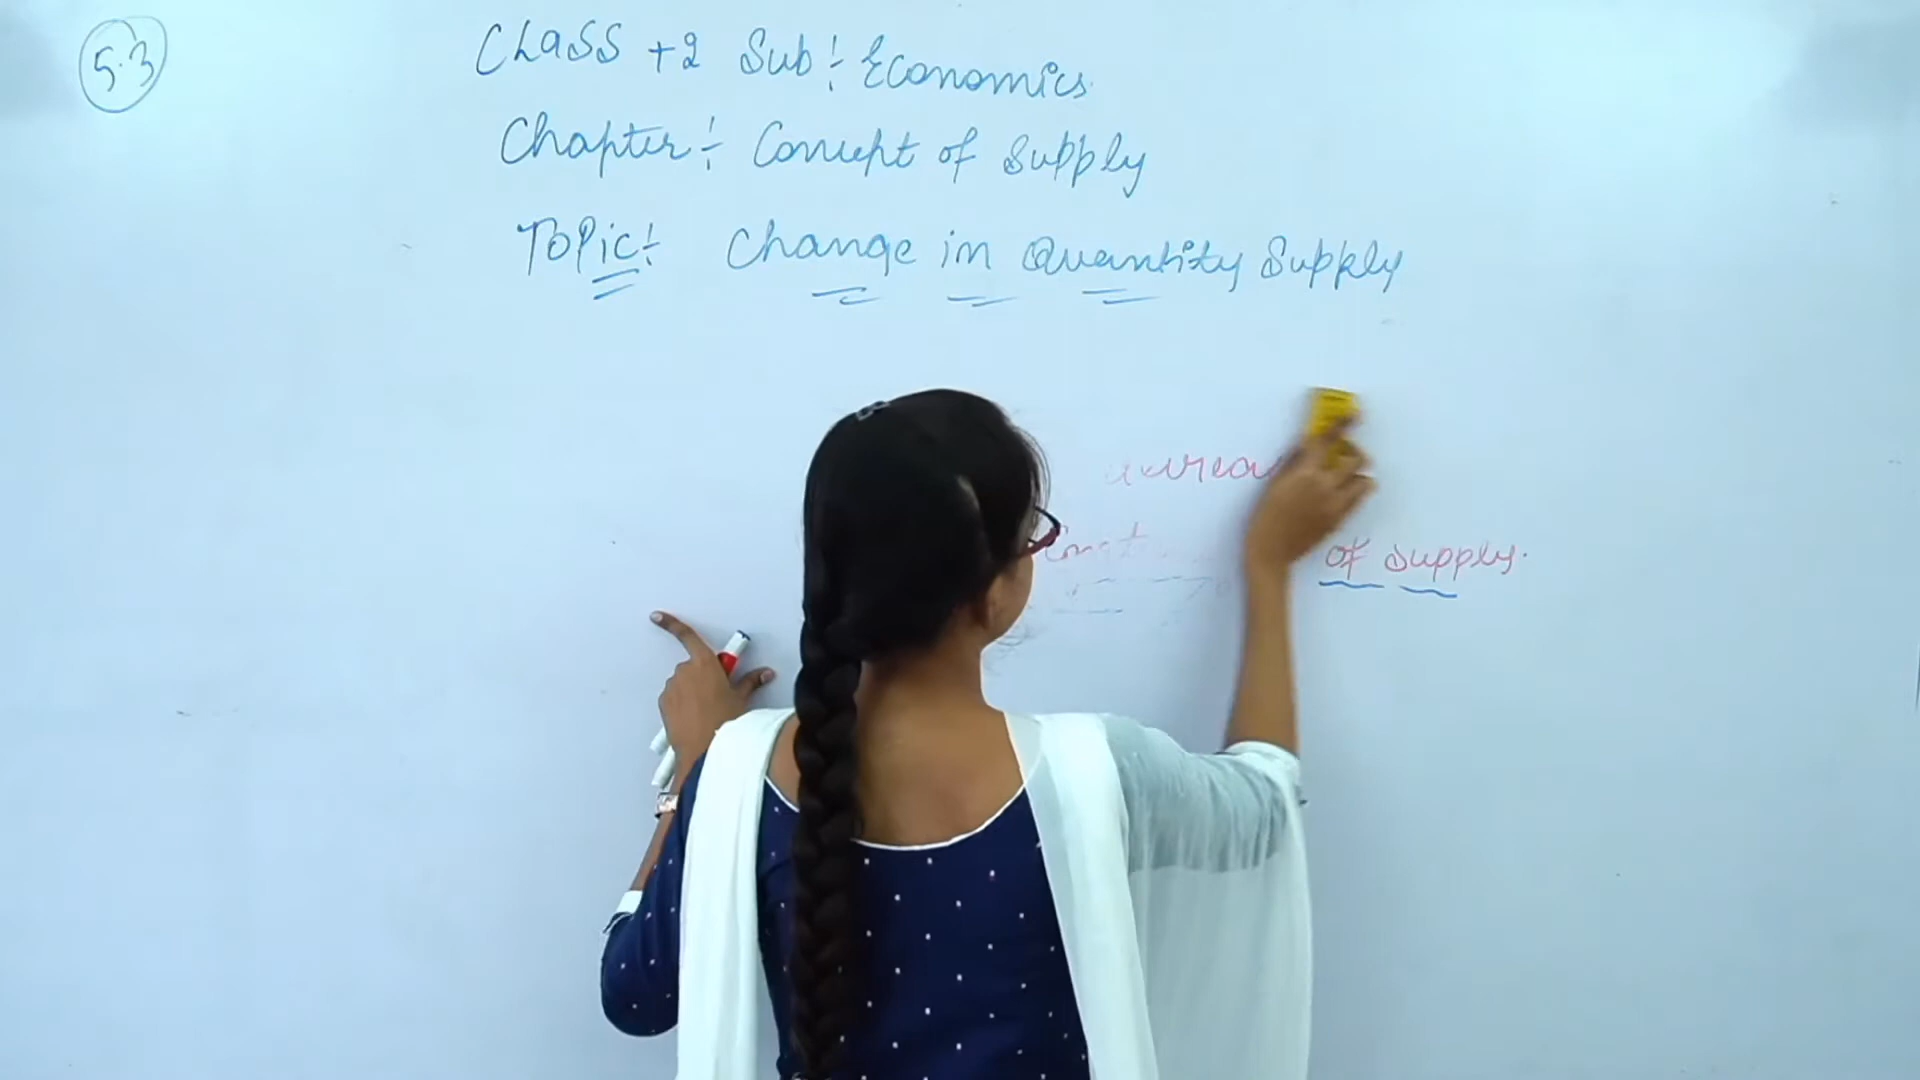 5.3
CLASS +2 Sub:- Economics
Chapter:- Concept of Supply
Topic:- Change in Quantity Supply
of Supply.